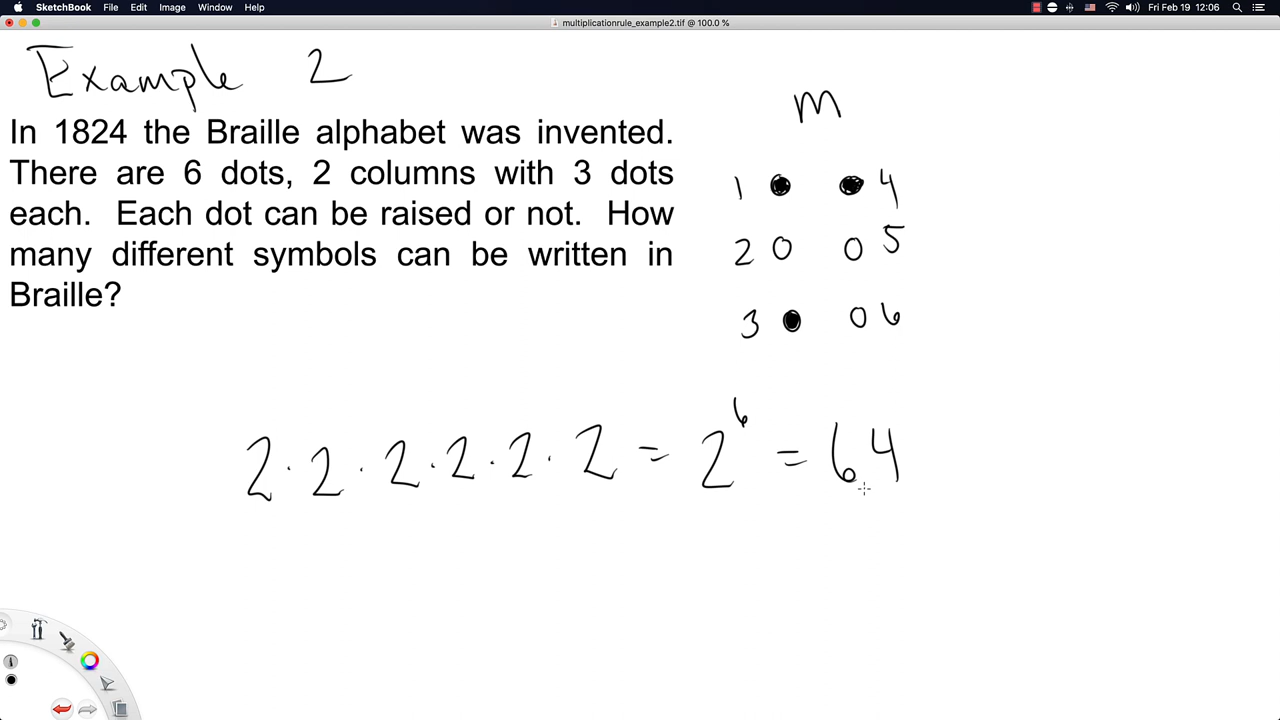 SketchBook File Edit Image Window Help Fri Feb 19 12:06
multiplicationrule_example2.tif @ 100.0 %
Example 2
In 1824 the Braille alphabet was invented.
There are 6 dots, 2 columns with 3 dots
each. Each dot can be raised or not. How
many different symbols can be written in
Braille?
m
1 4
2 5
3 6
2 · 2 · 2 · 2 · 2 · 2 = 2⁶ = 64